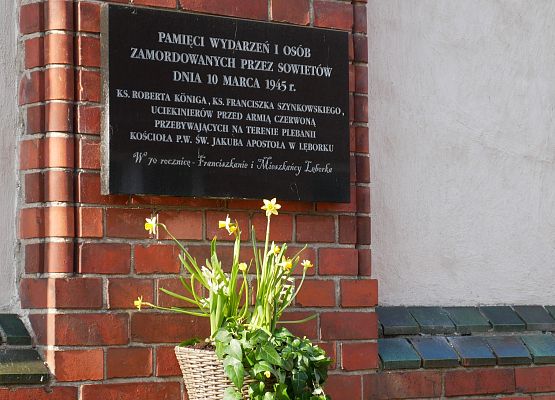 PAMIĘCI WYDARZEŃ I OSÓB
ZAMORDOWANYCH PRZEZ SOWIETÓW
DNIA 10 MARCA 1945 r.
KS. ROBERTA KÖNIGA, KS. FRANCISZKA SZYNKOWSKIEGO,
UCIEKINIERÓW PRZED ARMIĄ CZERWONĄ
PRZEBYWAJĄCYCH NA TERENIE PLEBANII
KOŚCIOŁA P.W. ŚW. JAKUBA APOSTOŁA W LĘBORKU
W 70 rocznicę - Franciszkanie i Mieszkańcy Lęborka